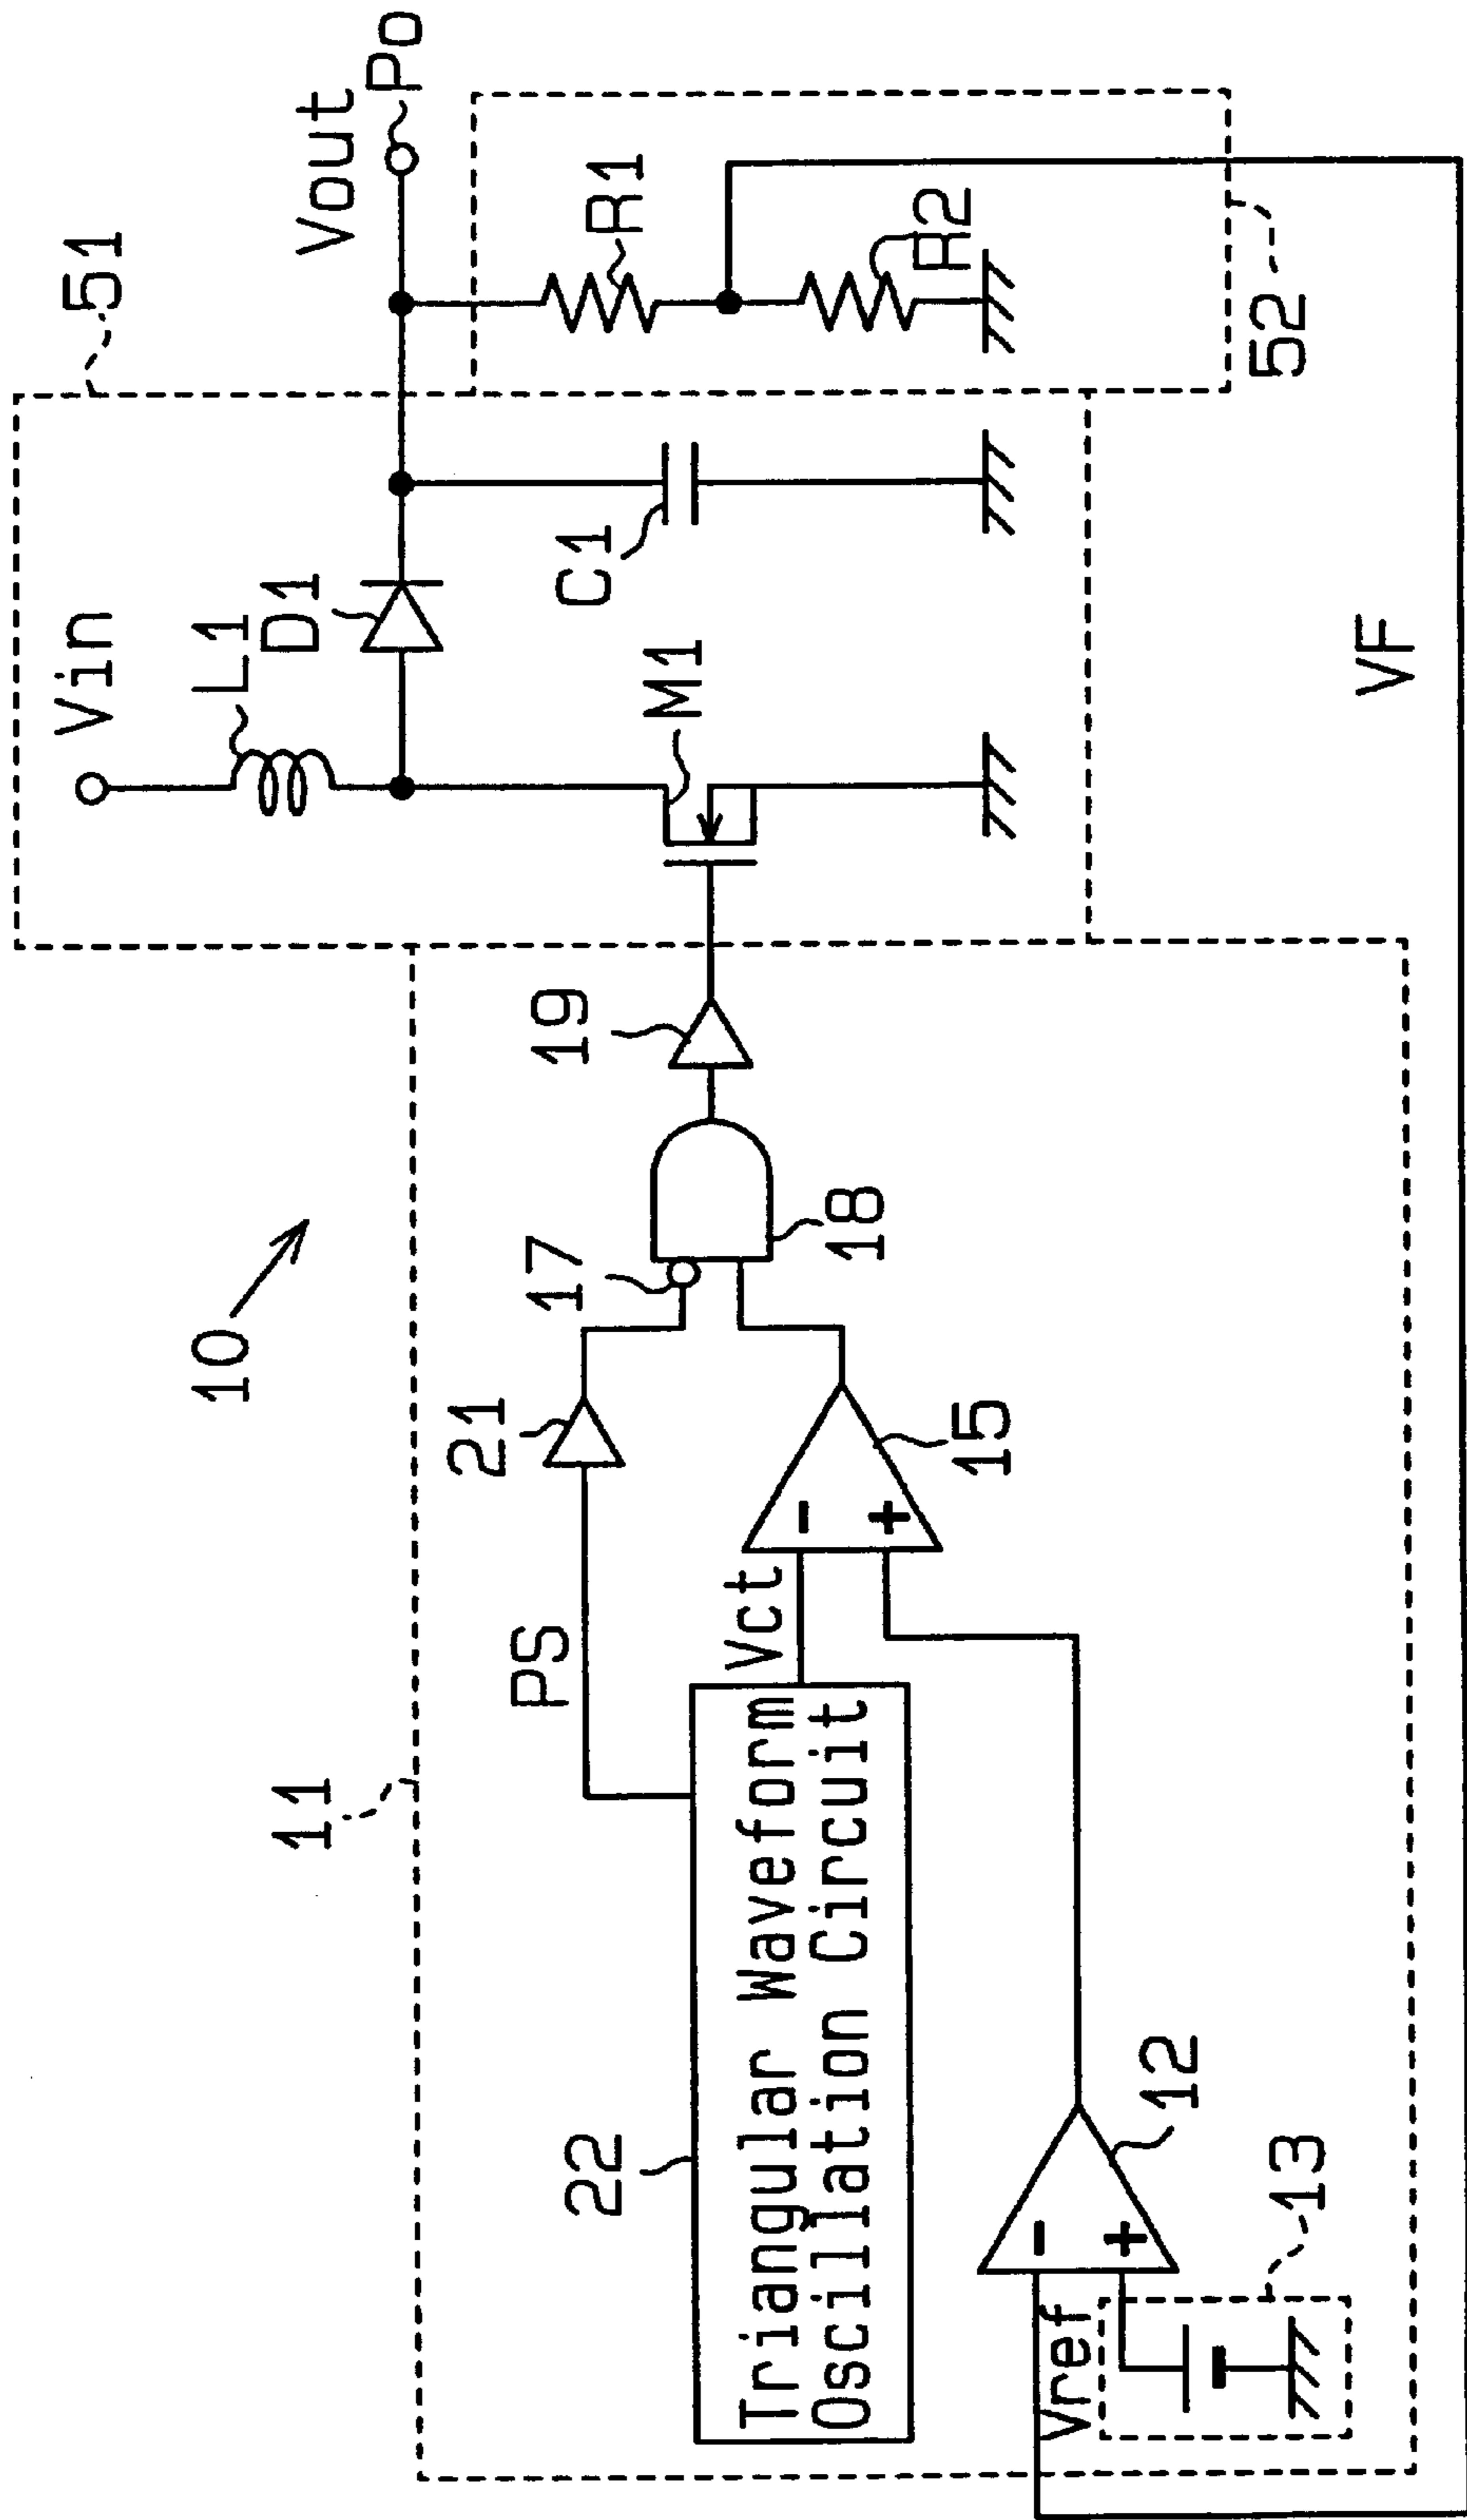 10
51
Vin
L1
D1
Vout
Po
11
22
PS
21
17
19
M1
C1
R1
Triangular Waveform
Oscillation Circuit
Vct
15
18
R2
Vref
12
13
52
VF
-
+
-
+